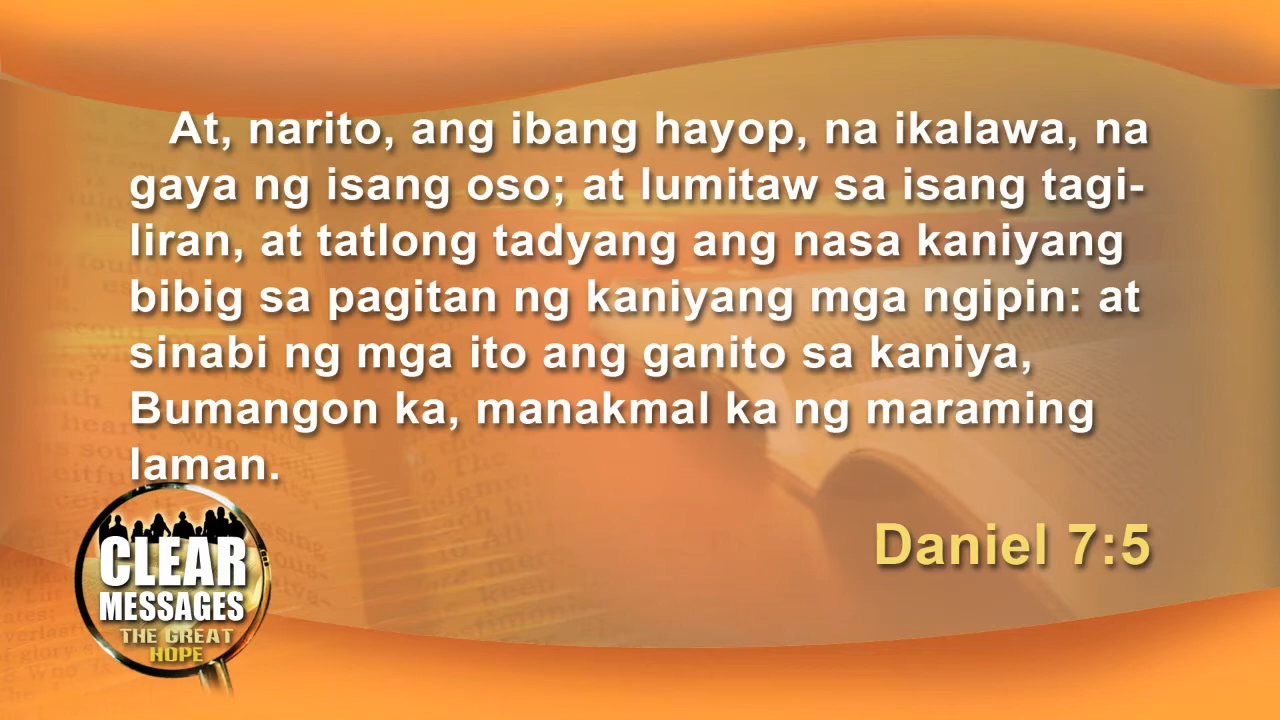 At, narito, ang ibang hayop, na ikalawa, na
gaya ng isang oso; at lumitaw sa isang tagi-
liran, at tatlong tadyang ang nasa kaniyang
bibig sa pagitan ng kaniyang mga ngipin: at
sinabi ng mga ito ang ganito sa kaniya,
Bumangon ka, manakmal ka ng maraming
laman.
Daniel 7:5
CLEAR
MESSAGES
THE GREAT
HOPE